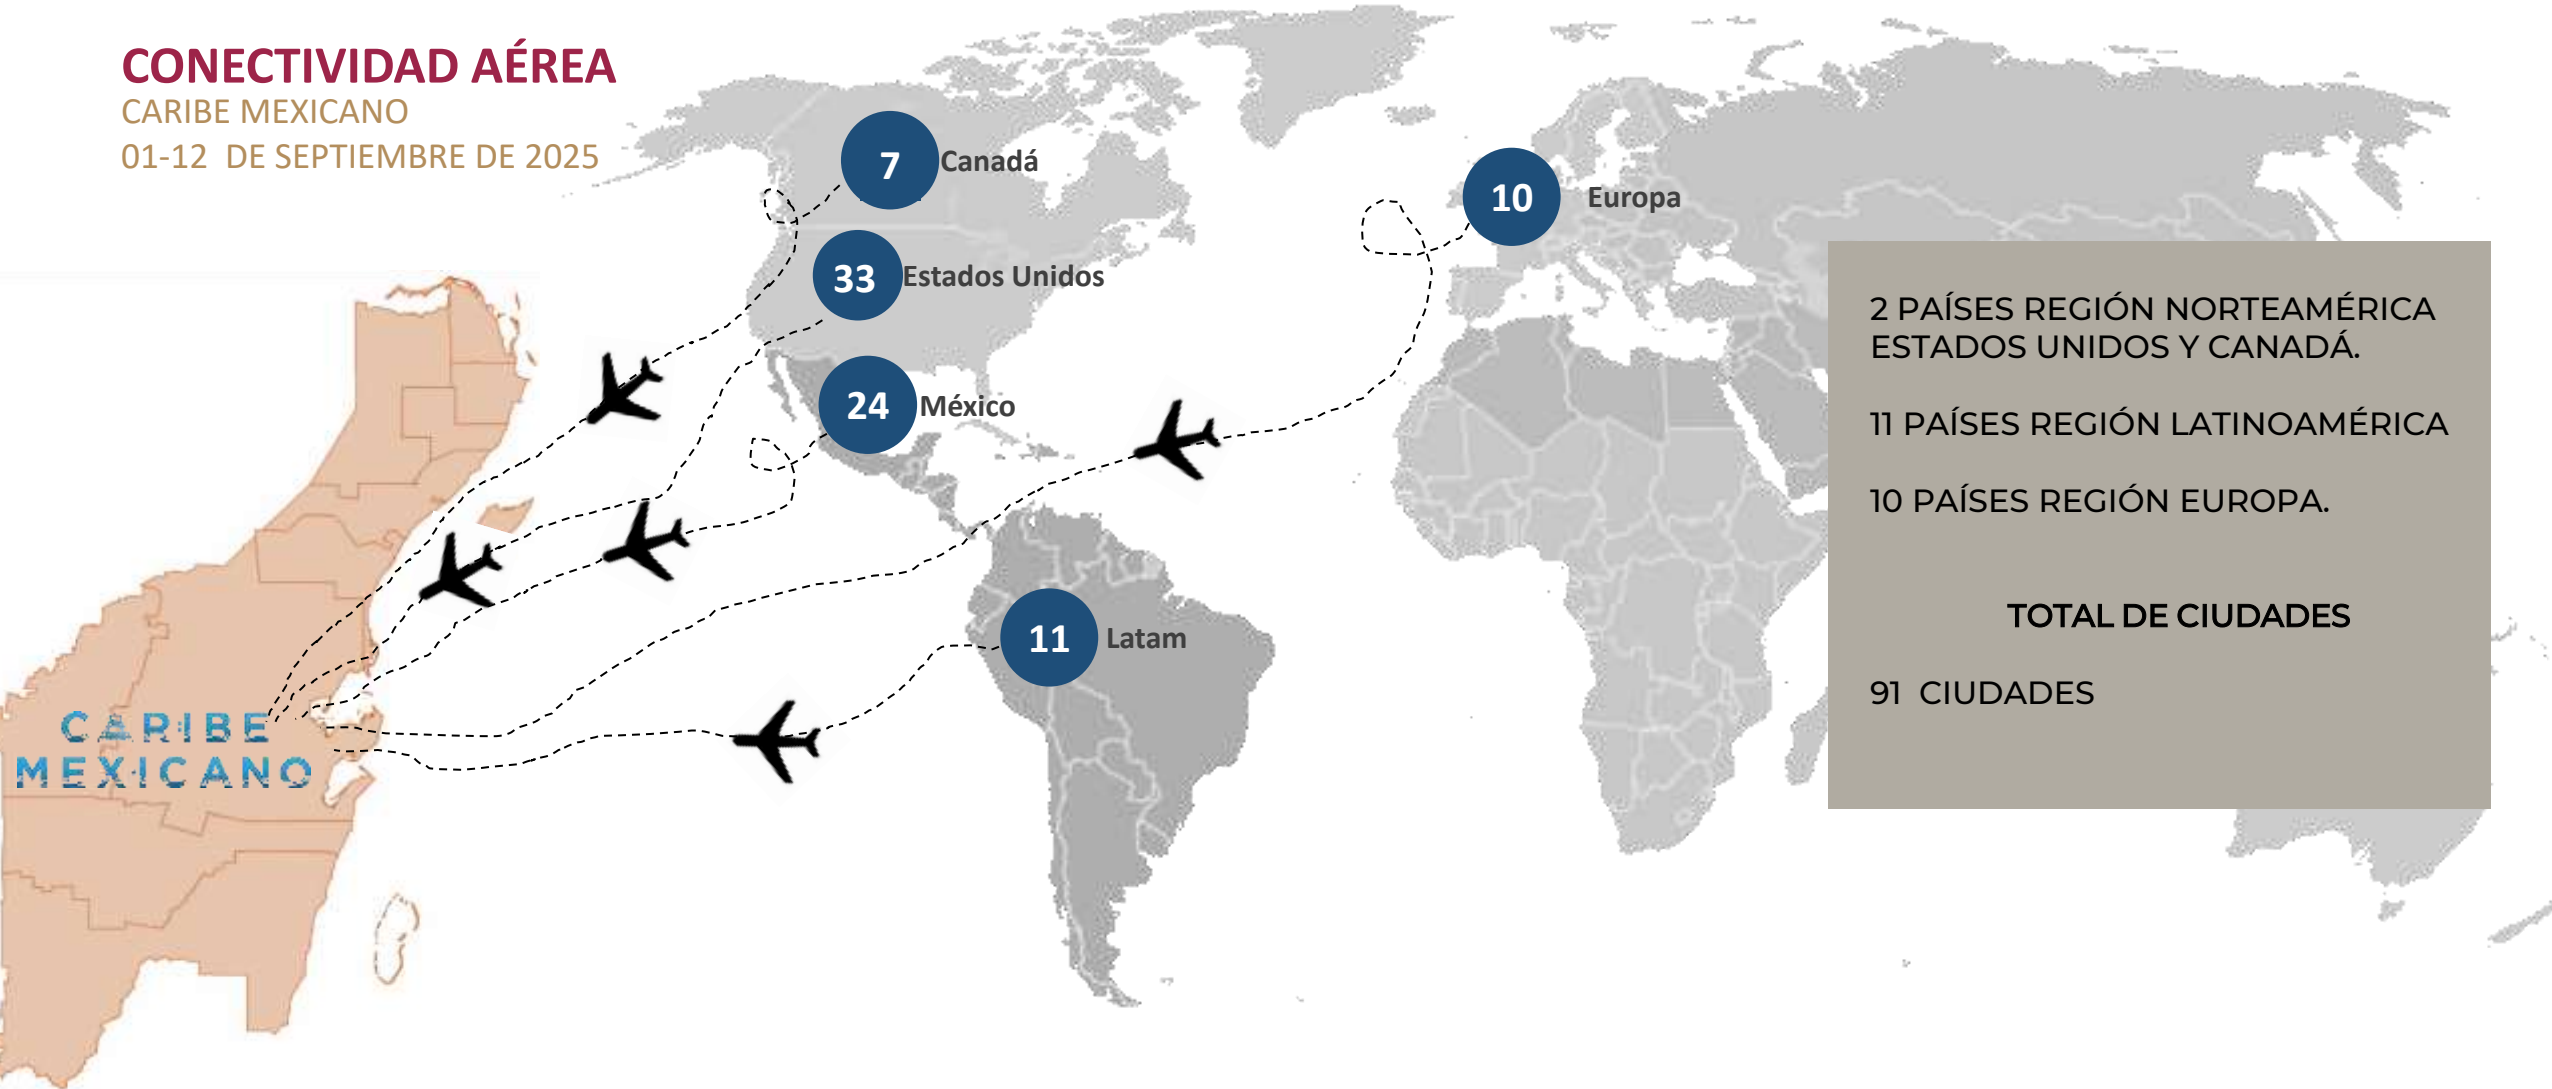 CONECTIVIDAD AÉREA
CARIBE MEXICANO
01-12 DE SEPTIEMBRE DE 2025
7
Canadá
10
Europa
33
Estados Unidos
24
México
11
Latam
CARIBE
MEXICANO
2 PAÍSES REGIÓN NORTEAMÉRICA
ESTADOS UNIDOS Y CANADÁ.
11 PAÍSES REGIÓN LATINOAMÉRICA
10 PAÍSES REGIÓN EUROPA.
TOTAL DE CIUDADES
91 CIUDADES